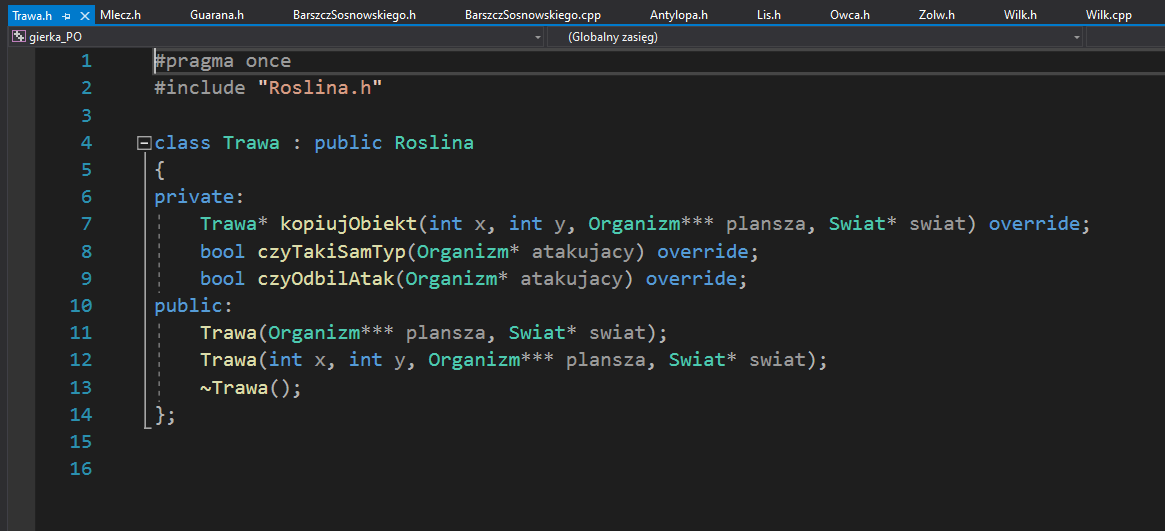 Trawa.h Mlecz.h Guarana.h BarszczSosnowskiego.h BarszczSosnowskiego.cpp Antylopa.h Lis.h Owca.h Zolw.h Wilk.h Wilk.cpp
gierka_PO (Globalny zasięg)
1 #pragma once
2 #include "Roslina.h"
3
4 class Trawa : public Roslina
5 {
6 private:
7 Trawa* kopiujObiekt(int x, int y, Organizm*** plansza, Swiat* swiat) override;
8 bool czyTakiSamTyp(Organizm* atakujacy) override;
9 bool czyOdbilAtak(Organizm* atakujacy) override;
10 public:
11 Trawa(Organizm*** plansza, Swiat* swiat);
12 Trawa(int x, int y, Organizm*** plansza, Swiat* swiat);
13 ~Trawa();
14 };
15
16